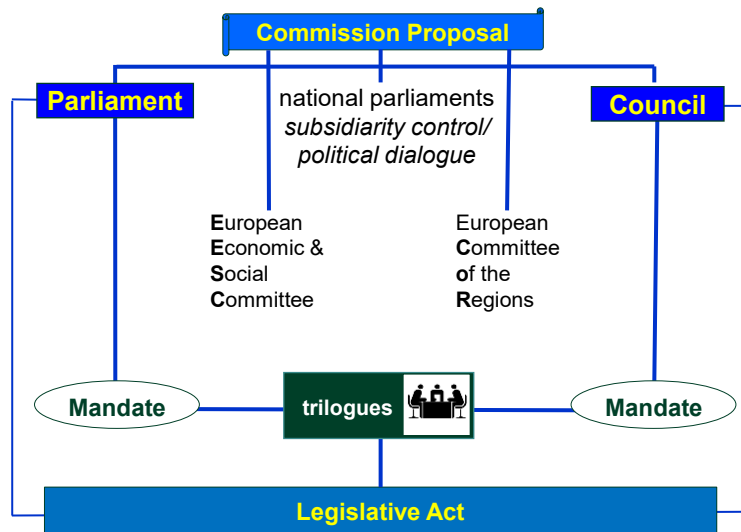 Commission Proposal
Parliament
national parliaments
subsidiarity control/
political dialogue
Council
European
Economic &
Social
Committee
European
Committee
of the
Regions
Mandate
trilogues
Mandate
Legislative Act